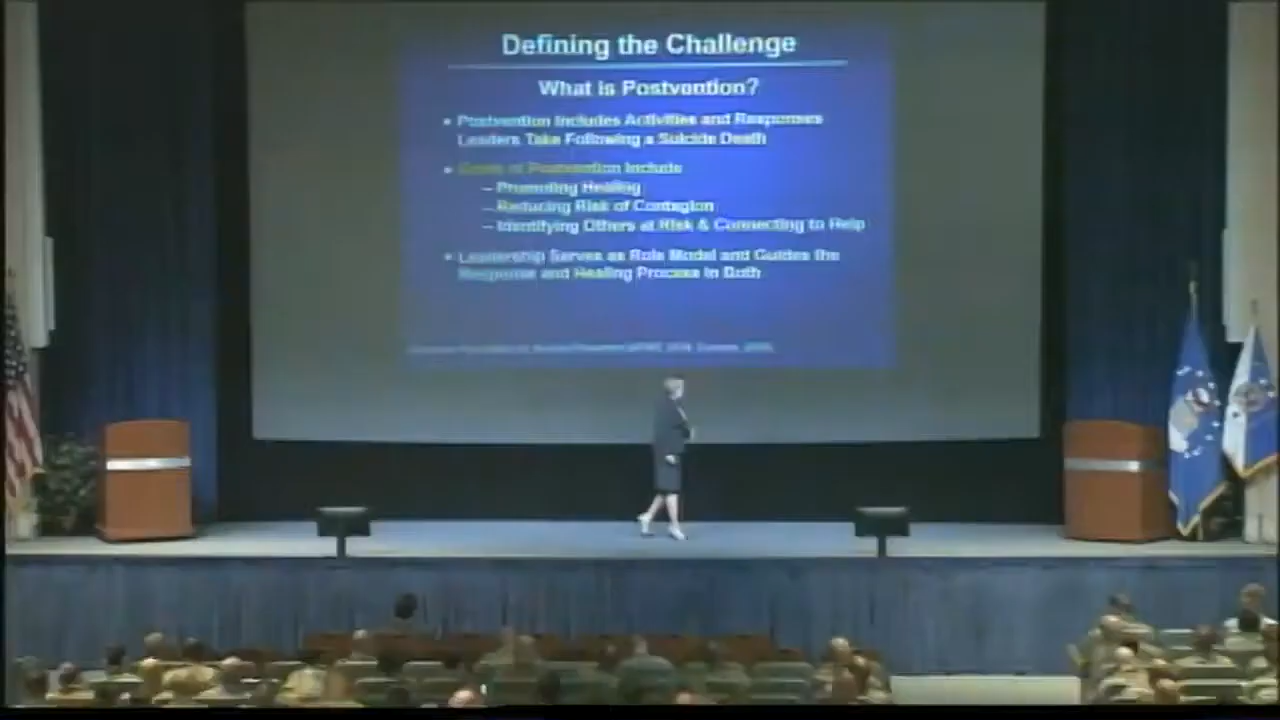 Defining the Challenge
What is Postvention?
• Postvention Includes Activities and Responses
Leaders Take Following a Suicide Death
• Goals of Postvention Include
– Promoting Healing
– Reducing Risk of Contagion
– Identifying Others at Risk & Connecting to Help
• Leadership Serves as Role Model and Guides the
Response and Healing Process in Both